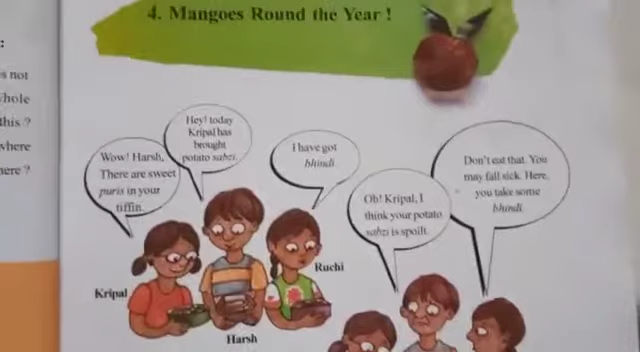 4. Mangoes Round the Year !
:
s not
hole
this ?
where
here ?
Wow! Harsh,
There are sweet
puris in your
tiffin.
Hey! today
Kripal has
brought
potato sabzi.
I have got
bhindi.
Oh! Kripal, I
think your potato
sabzi is spoilt.
Don't eat that. You
may fall sick. Here,
you take some
bhindi.
Kripal
Harsh
Ruchi